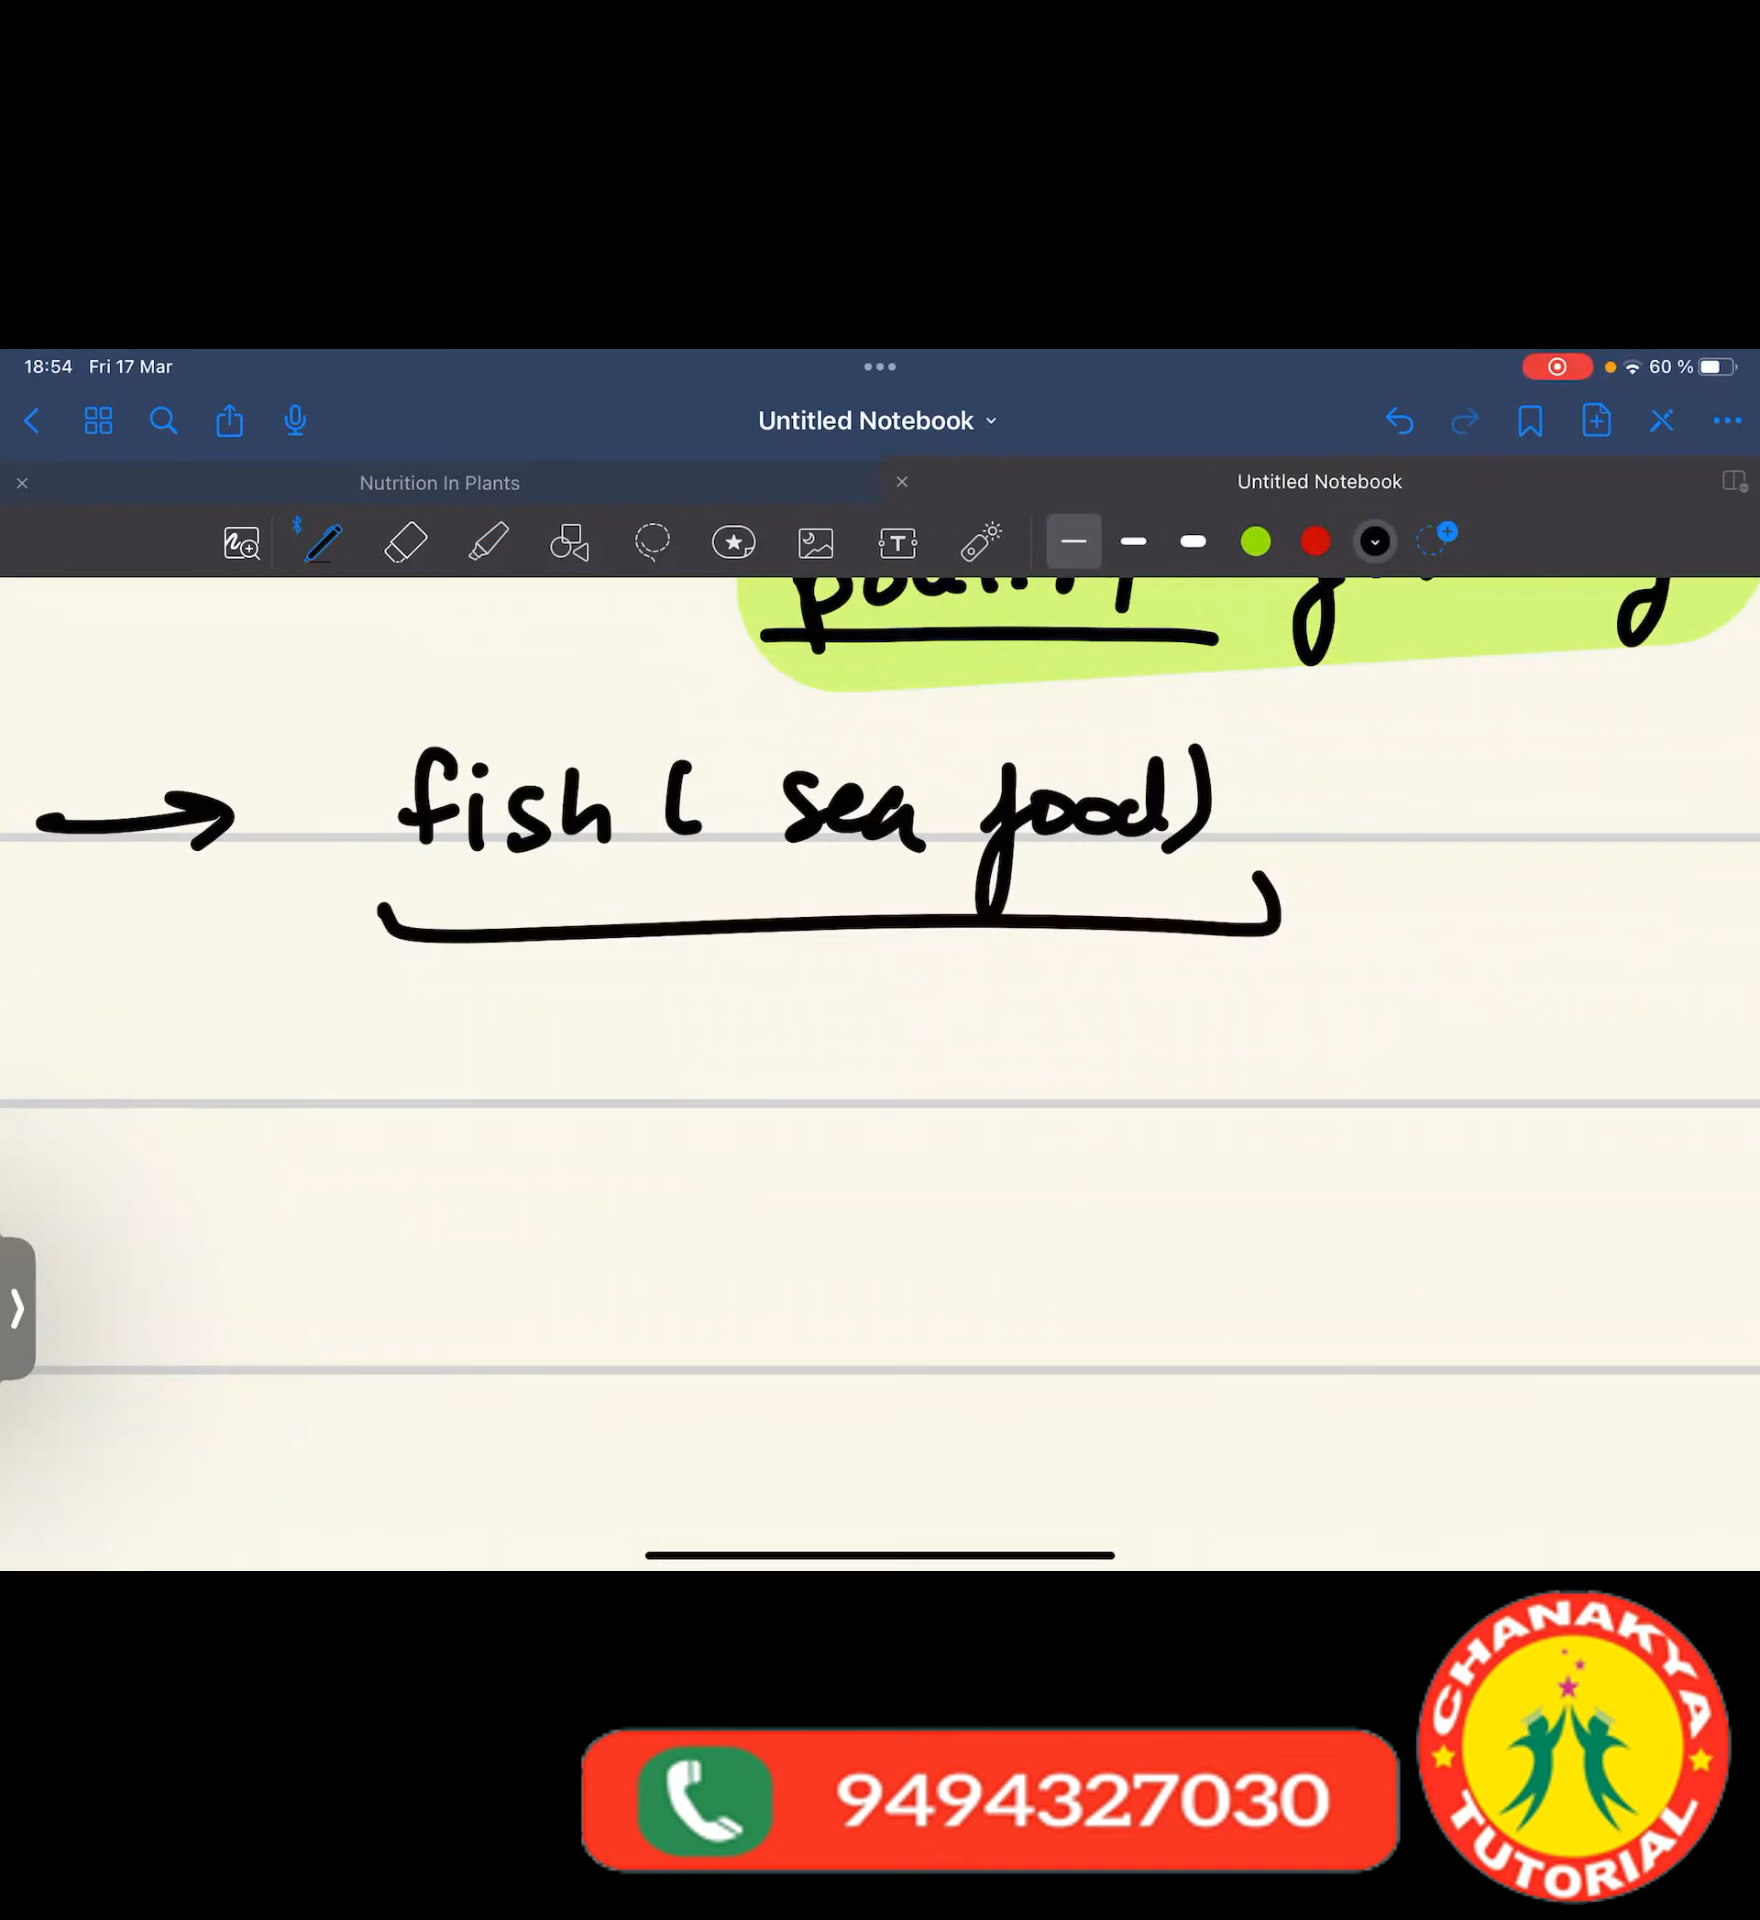 18:54 Fri 17 Mar
60 %
Untitled Notebook
Nutrition In Plants
Untitled Notebook
T
→ fish ( sea food)
9494327030
CHANAKYA
TUTORIAL